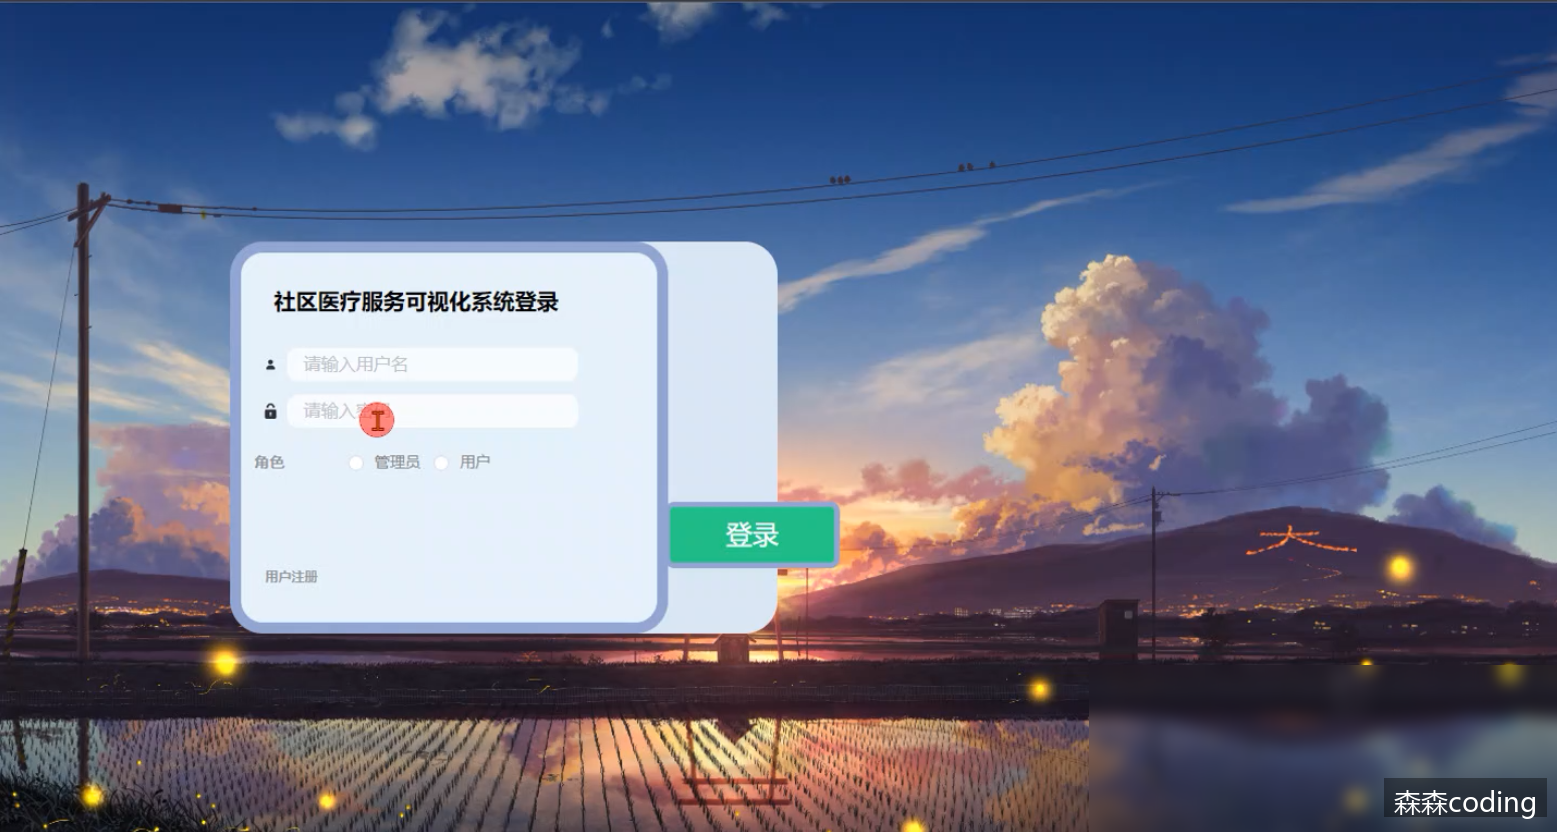 社区医疗服务可视化系统登录
请输入用户名
请输入
角色 管理员 用户
登录
用户注册
森森coding